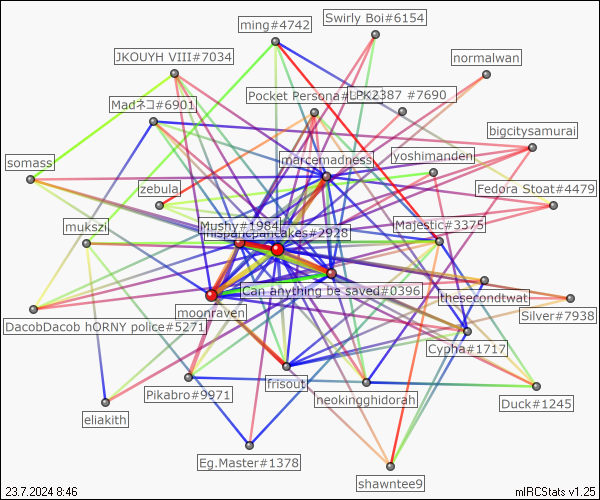 Swirly Boi#6154
ming#4742
JKOUYH VIII#7034
normalwan
Pocket Persona#
LPK2387 #7690
Madネコ#6901
bigcitysamurai
marcemadness
yoshimanden
somass
zebula
Fedora Stoat#4479
mukszi
Mushy#1984
Majestic#3375
hispanicpancakes#2928
Can anything be saved#0396
thesecondtwat
moonraven
Silver#7938
DacobDacob hORNY police#5271
Cypha#1717
frisout
Pikabro#9971
neokingghidorah
Duck#1245
eliakith
Eg.Master#1378
shawntee9
23.7.2024 8:46
mIRCStats v1.25